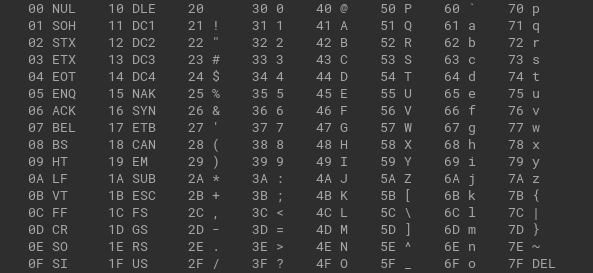 00 NUL 10 DLE 20 30 0 40 @ 50 P 60 ` 70 p
01 SOH 11 DC1 21 ! 31 1 41 A 51 Q 61 a 71 q
02 STX 12 DC2 22 " 32 2 42 B 52 R 62 b 72 r
03 ETX 13 DC3 23 # 33 3 43 C 53 S 63 c 73 s
04 EOT 14 DC4 24 $ 34 4 44 D 54 T 64 d 74 t
05 ENQ 15 NAK 25 % 35 5 45 E 55 U 65 e 75 u
06 ACK 16 SYN 26 & 36 6 46 F 56 V 66 f 76 v
07 BEL 17 ETB 27 ' 37 7 47 G 57 W 67 g 77 w
08 BS 18 CAN 28 ( 38 8 48 H 58 X 68 h 78 x
09 HT 19 EM 29 ) 39 9 49 I 59 Y 69 i 79 y
0A LF 1A SUB 2A * 3A : 4A J 5A Z 6A j 7A z
0B VT 1B ESC 2B + 3B ; 4B K 5B [ 6B k 7B {
0C FF 1C FS 2C , 3C < 4C L 5C \ 6C l 7C |
0D CR 1D GS 2D - 3D = 4D M 5D ] 6D m 7D }
0E SO 1E RS 2E . 3E > 4E N 5E ^ 6E n 7E ~
0F SI 1F US 2F / 3F ? 4F O 5F _ 6F o 7F DEL